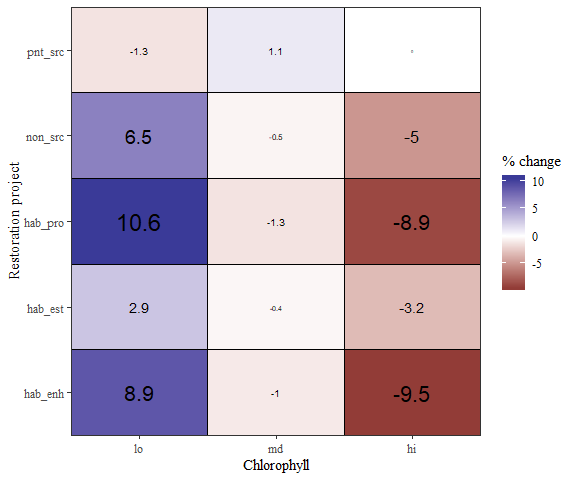 pnt_src -1.3 1.1
non_src 6.5 -0.5 -5
hab_pro 10.6 -1.3 -8.9
hab_est 2.9 -0.4 -3.2
hab_enh 8.9 -1 -9.5
lo md hi
Chlorophyll
Restoration project
% change
10
5
0
-5